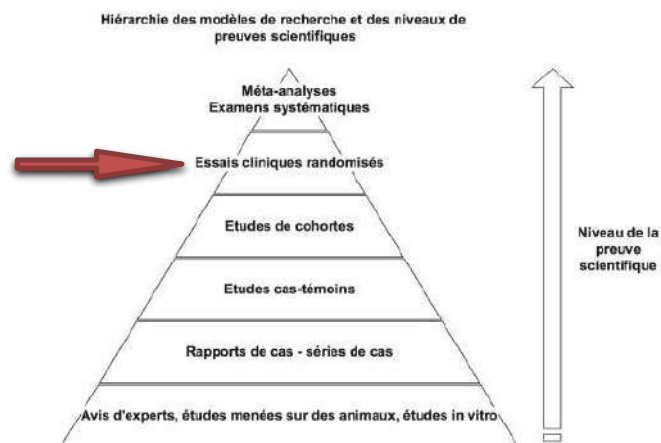 Hiérarchie des modèles de recherche et des niveaux de
preuves scientifiques
Méta-analyses
Examens systématiques
Essais cliniques randomisés
Etudes de cohortes
Etudes cas-témoins
Rapports de cas - séries de cas
Avis d'experts, études menées sur des animaux, études in vitro
Niveau de la
preuve
scientifique